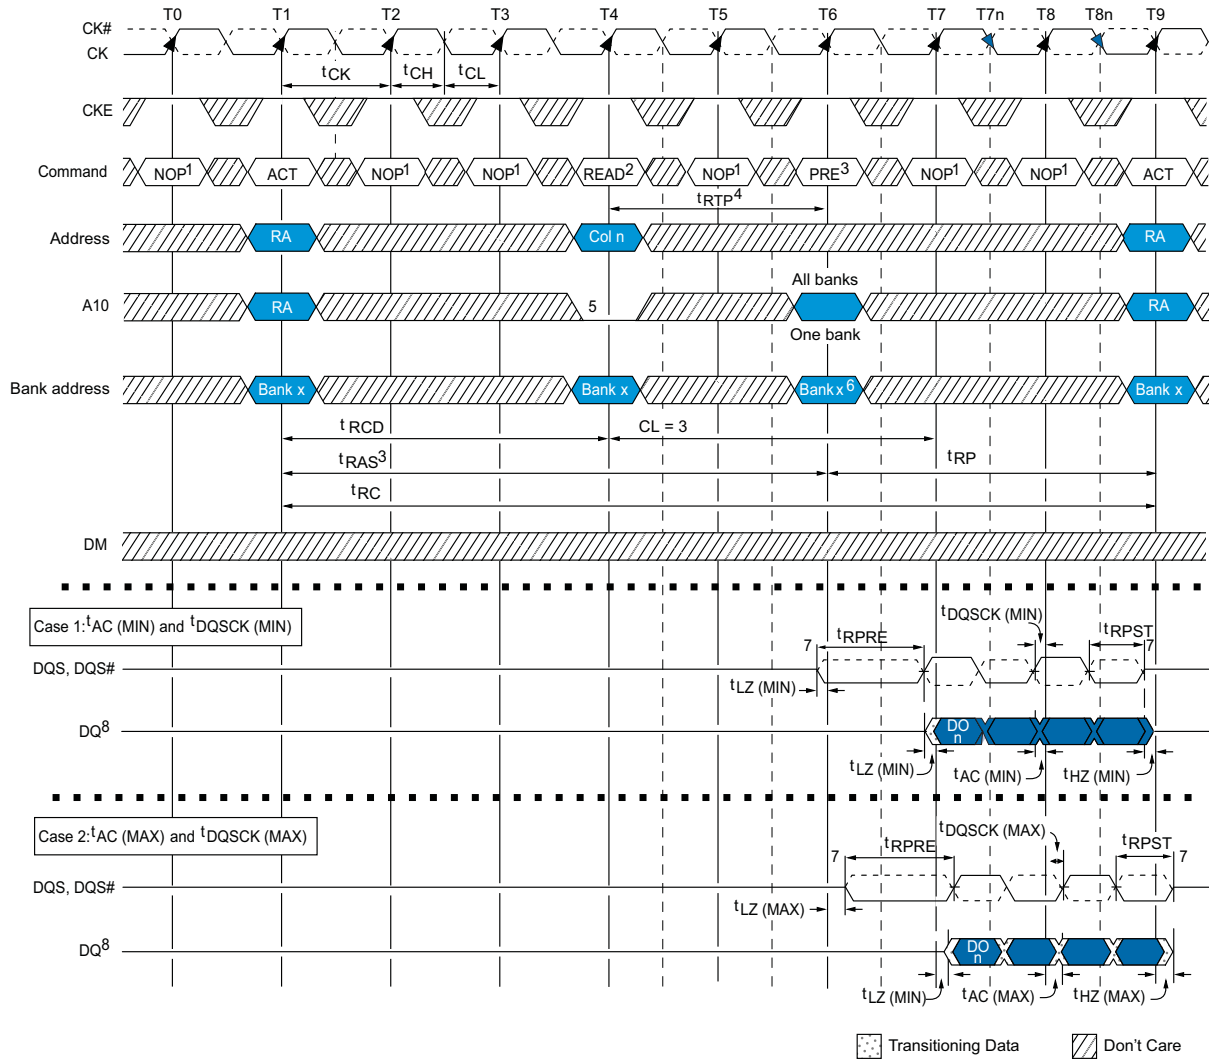 T0 T1 T2 T3 T4 T5 T6 T7 T7n T8 T8n T9
CK#
CK
tCK tCH tCL
CKE
Command NOP1 ACT NOP1 NOP1 READ2 NOP1 PRE3 NOP1 NOP1 ACT
tRTP4
Address RA Col n RA
All banks
A10 RA 5 RA
One bank
Bank address Bank x Bank x Bank x6 Bank x
tRCD CL = 3
tRAS3 tRP
tRC
DM
Case 1:tAC (MIN) and tDQSCK (MIN)
tDQSCK (MIN)
7 tRPRE tRPST 7
DQS, DQS#
tLZ (MIN)
DQ8 DO n
tLZ (MIN) tAC (MIN) tHZ (MIN)
Case 2:tAC (MAX) and tDQSCK (MAX)
tDQSCK (MAX)
7 tRPRE tRPST 7
DQS, DQS#
tLZ (MAX)
DQ8 DO n
tLZ (MIN) tAC (MAX) tHZ (MAX)
Transitioning Data Don't Care